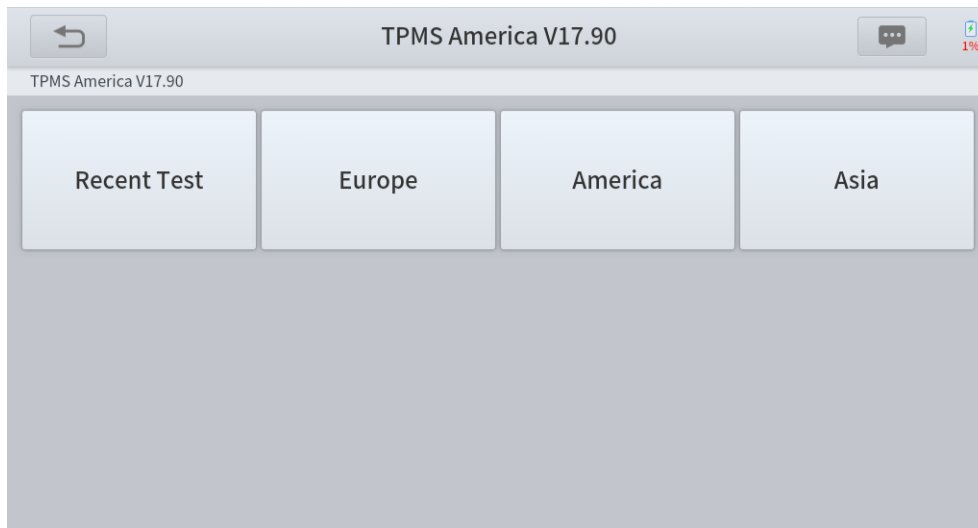 TPMS America V17.90
1%
TPMS America V17.90
Recent Test
Europe
America
Asia